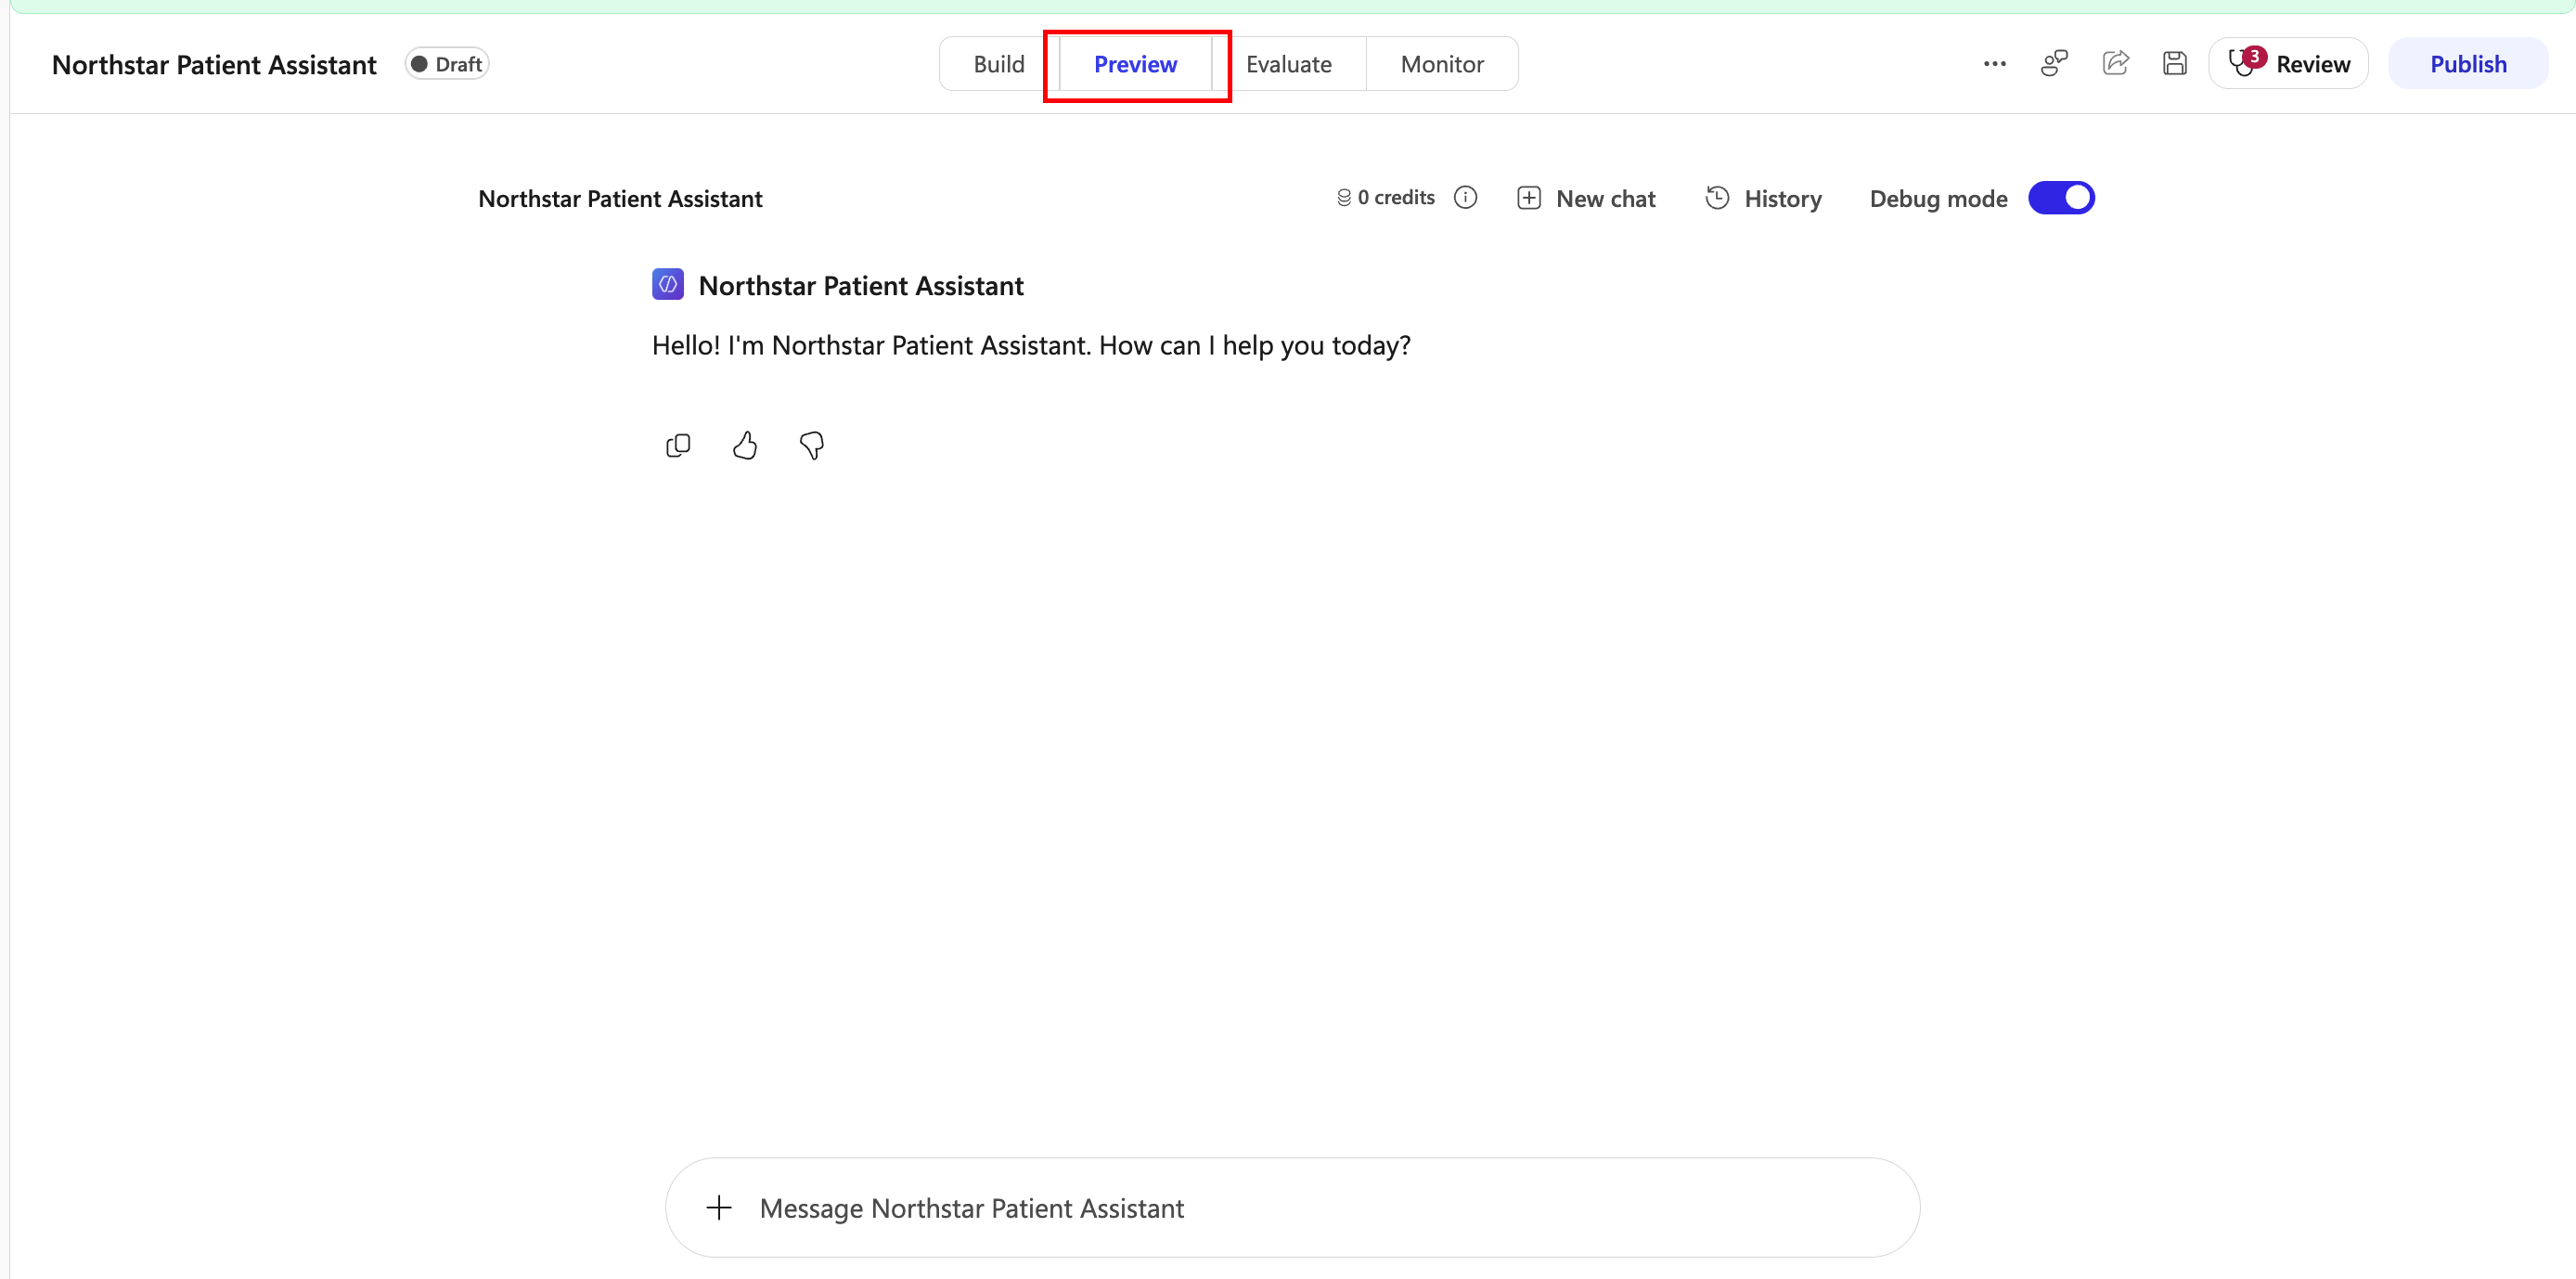 Northstar Patient Assistant
Draft
Build
Preview
Evaluate
Monitor
3
Review
Publish
Northstar Patient Assistant
0 credits
New chat
History
Debug mode
Northstar Patient Assistant
Hello! I'm Northstar Patient Assistant. How can I help you today?
Message Northstar Patient Assistant